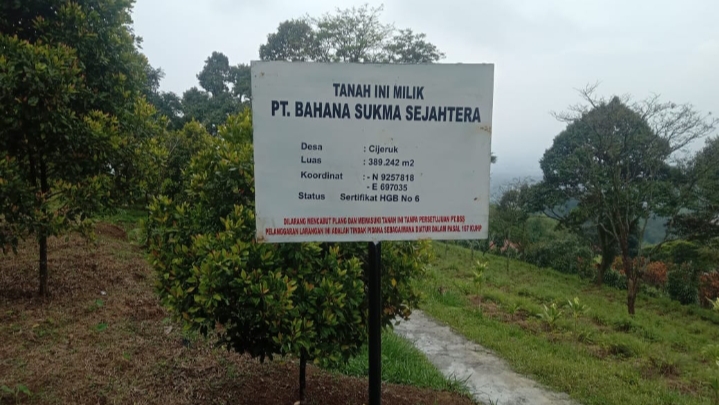 TANAH INI MILIK
PT. BAHANA SUKMA SEJAHTERA
Desa : Cijeruk
Luas : 389.242 m2
Koordinat : - N 9257818
- E 697035
Status Sertifikat HGB No 6
DILARANG MENCABUT PLANG DAN MEMASUKI TANAH INI TANPA PERSETUJUAN PT.BSS
PELANGGARAN LARANGAN INI ADALAH TINDAK PIDANA SEBAGAIMANA DIATUR DALAM PASAL 167 KUHP